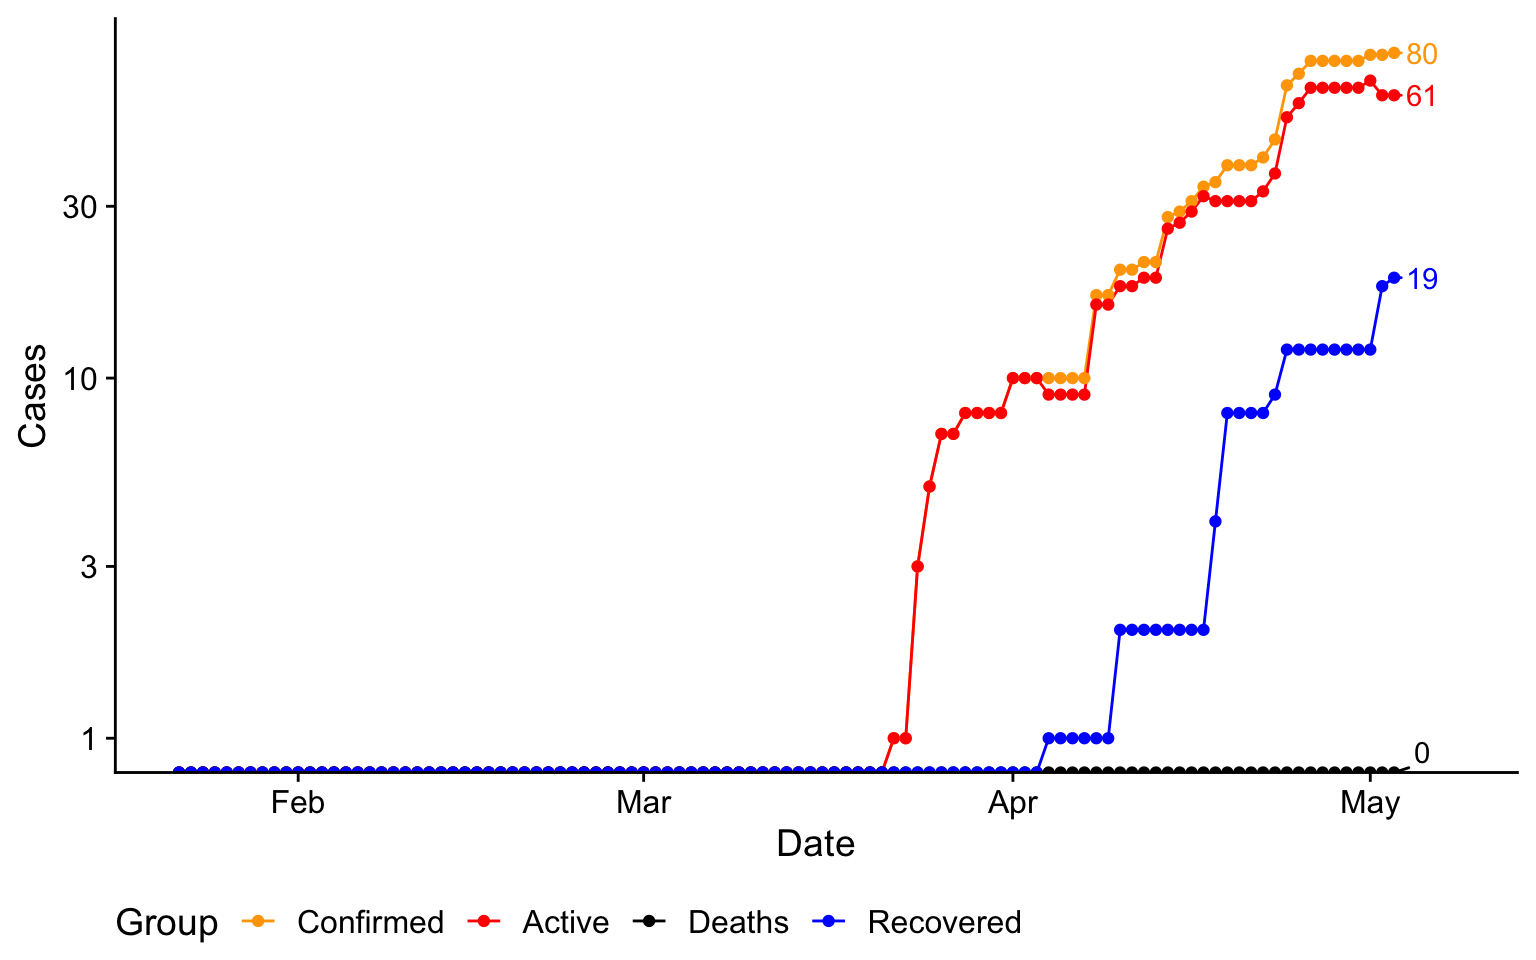 80
61
30
19
10
Cases
3
1
0
Feb Mar Apr May
Date
Group Confirmed Active Deaths Recovered